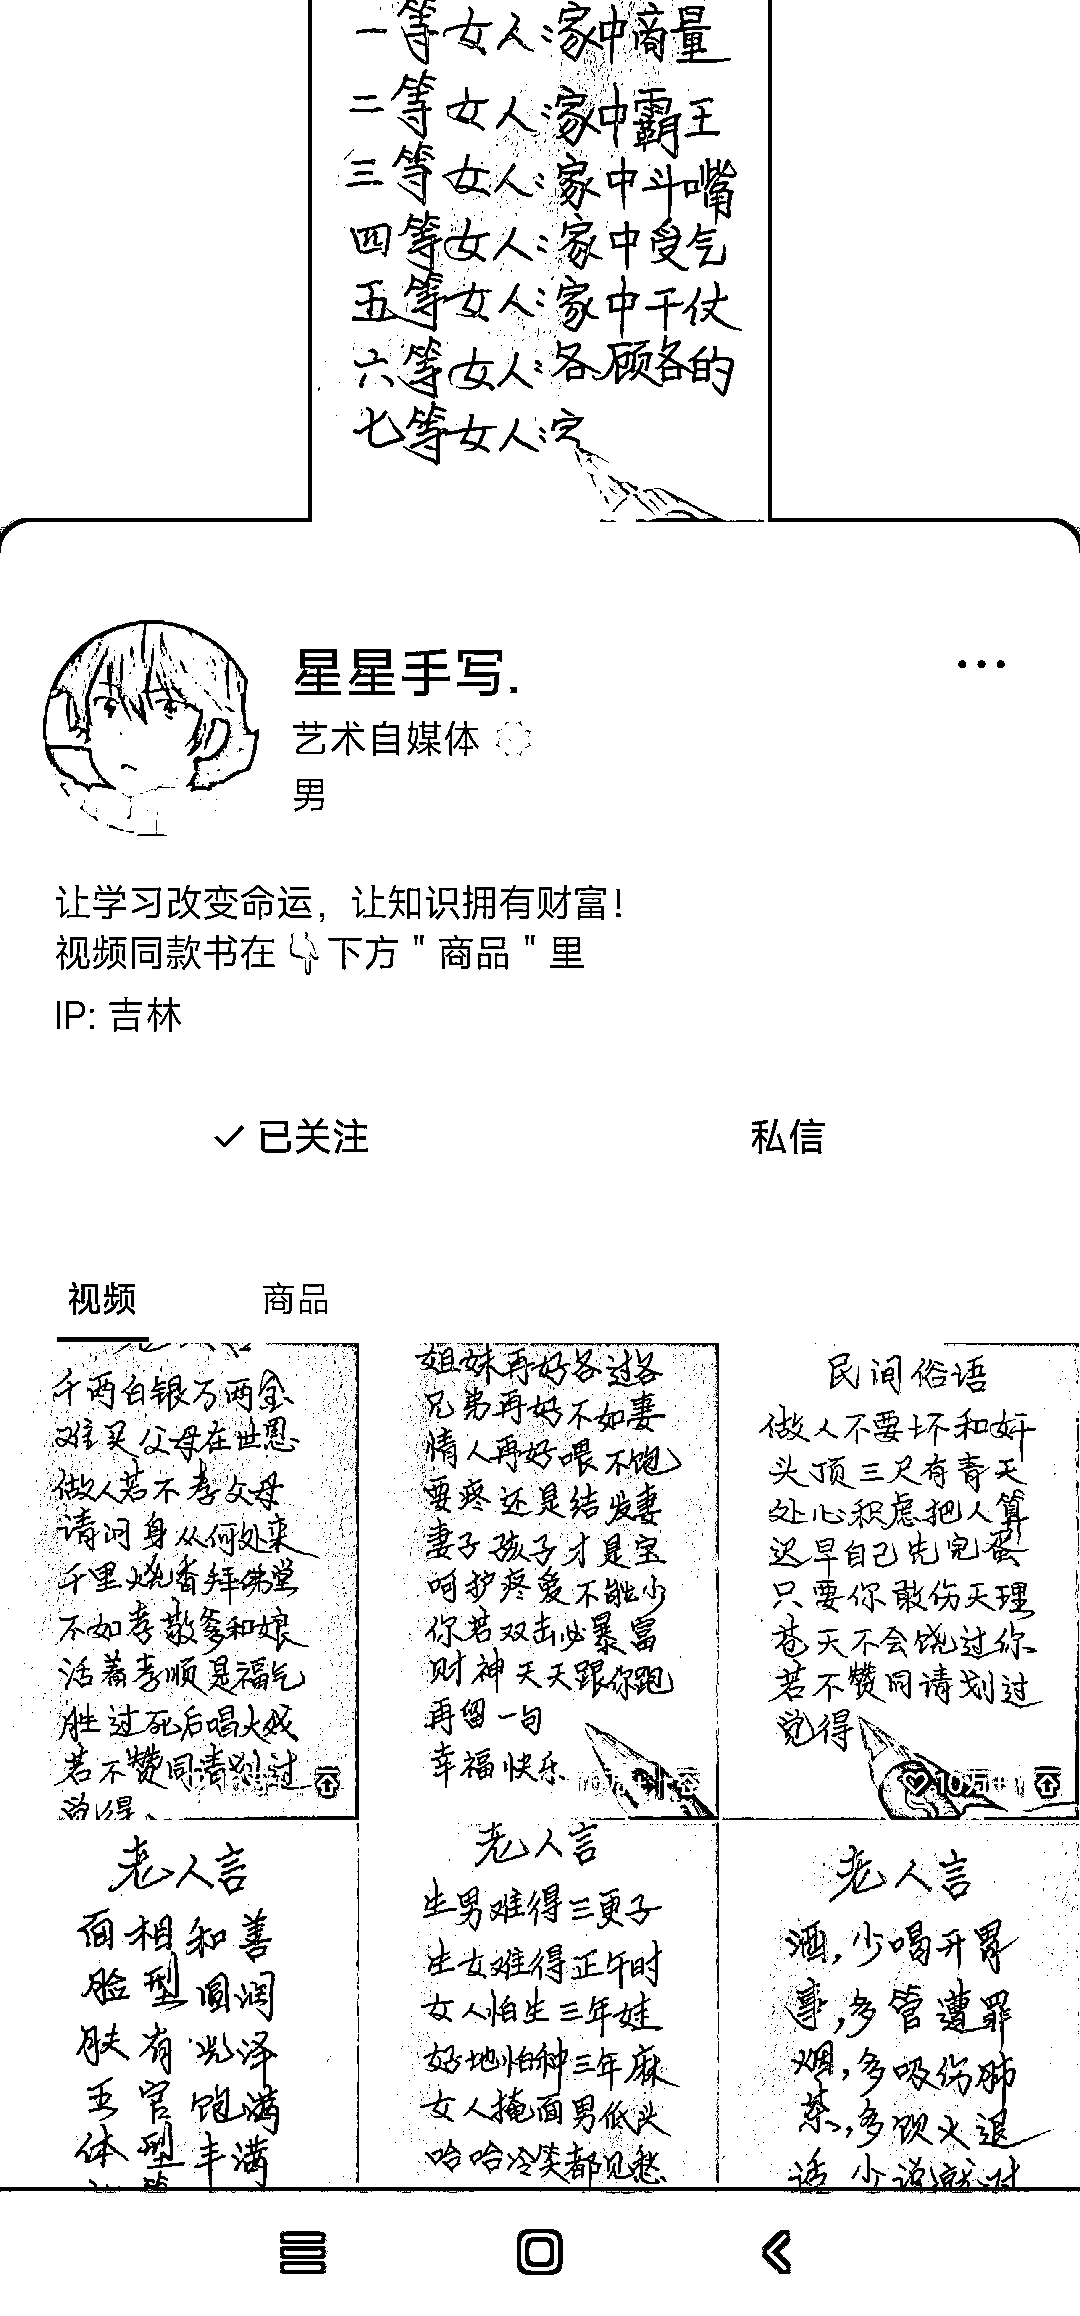 一等女人:家中商量
二等女人:家中霸王
三等女人:家中斗嘴
四等女人:家中受气
五等女人:家中干仗
六等女人:各顾各的
七等女人:
星星手写.
艺术自媒体
男
让学习改变命运，让知识拥有财富！
视频同款书在👇下方＂商品＂里
IP: 吉林
已关注
私信
视频
商品
千两白银万两金
难买父母在世恩
做人若不孝父母
请问身从何处来
千里烧香拜佛堂
不如孝敬爹和娘
活着孝顺是福气
胜过死后唱大戏
若不赞同请划过
觉得
姐妹再好各过各
兄弟再好不如妻
情人再好喂不饱
要疼还是结发妻
妻子孩子才是宝
呵护疼爱不能少
你若双击必暴富
财神天天跟你跑
再留一句
幸福快乐
民间俗语
做人不要坏和奸
头顶三尺有青天
处心积虑把人算
迟早自己先完蛋
只要你敢伤天理
苍天不会饶过你
若不赞同请划过
觉得
10万
老人言
面相和善
脸型圆润
肤有光泽
五官饱满
体型丰满
老人言
生男难得三更子
生女难得正午时
女人怕生三年娃
好地怕种三年麻
女人掩面男低头
哈哈冷笑都见愁
老人言
酒,少喝开胃
事,多管遭罪
烟,多吸伤肺
茶,多饮火退
话,少说就对